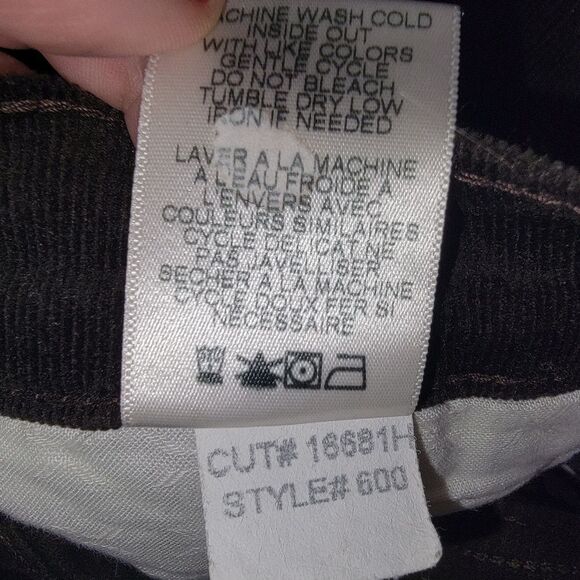 MACHINE WASH COLD
INSIDE OUT
WITH LIKE COLORS
GENTLE CYCLE
DO NOT BLEACH
TUMBLE DRY LOW
IRON IF NEEDED
LAVER A LA MACHINE
A L'EAU FROIDE A
L'ENVERS AVEC
COULEURS SIMILAIRES
CYCLE DELICAT.NE
PAS JAVELLISER
SECHER A LA MACHINE
CYCLE DOUX FER SI
NECESSAIRE
CUT# 16681H
STYLE# 600